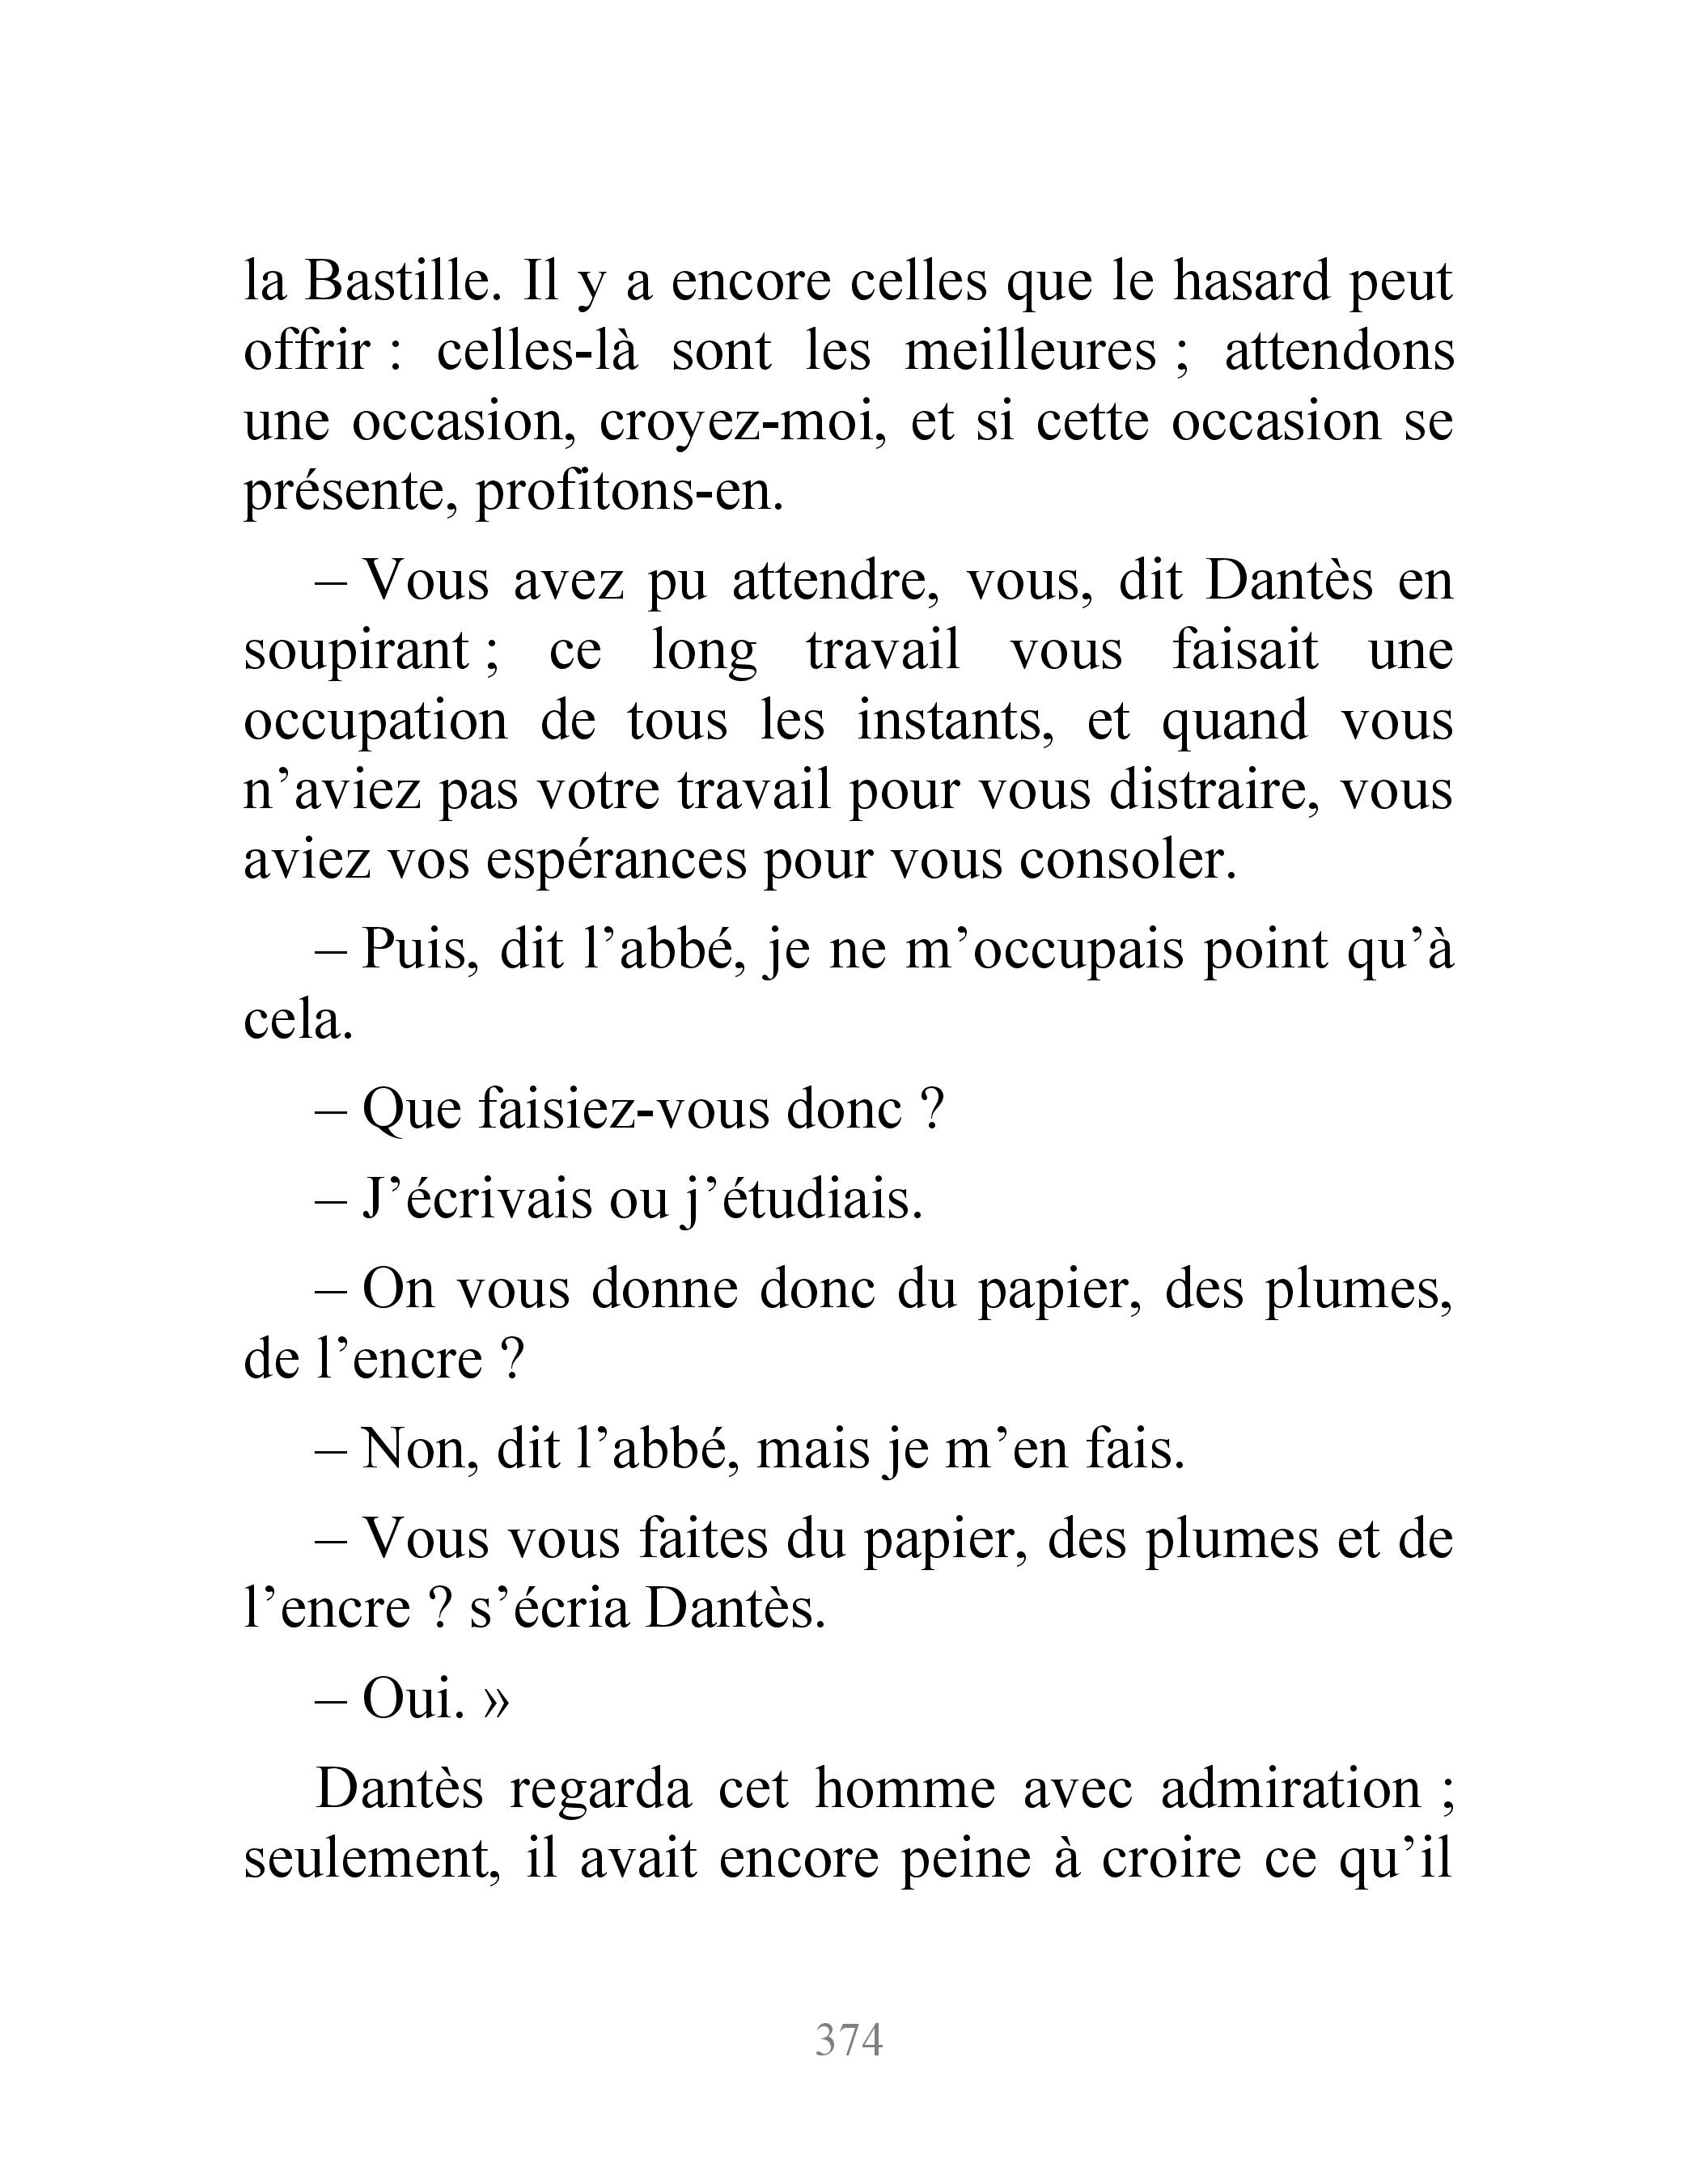 la Bastille. Il y a encore celles que le hasard peut
offrir : celles-là sont les meilleures ; attendons
une occasion, croyez-moi, et si cette occasion se
présente, profitons-en.
– Vous avez pu attendre, vous, dit Dantès en
soupirant ; ce long travail vous faisait une
occupation de tous les instants, et quand vous
n’aviez pas votre travail pour vous distraire, vous
aviez vos espérances pour vous consoler.
– Puis, dit l’abbé, je ne m’occupais point qu’à
cela.
– Que faisiez-vous donc ?
– J’écrivais ou j’étudiais.
– On vous donne donc du papier, des plumes,
de l’encre ?
– Non, dit l’abbé, mais je m’en fais.
– Vous vous faites du papier, des plumes et de
l’encre ? s’écria Dantès.
– Oui. »
Dantès regarda cet homme avec admiration ;
seulement, il avait encore peine à croire ce qu’il
374